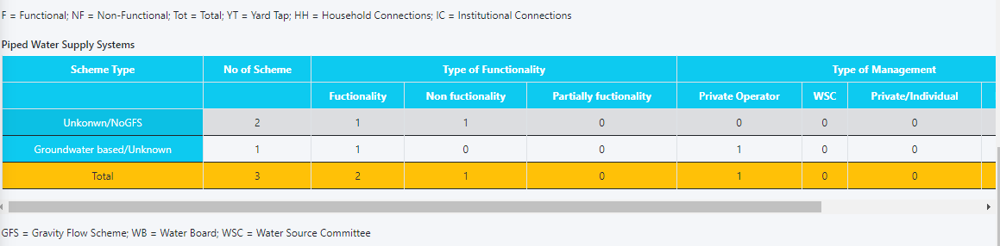 F = Functional; NF = Non-Functional; Tot = Total; YT = Yard Tap; HH = Household Connections; IC = Institutional Connections
Piped Water Supply Systems
Scheme Type No of Scheme Type of Functionality Type of Management
Fuctionality Non fuctionality Partially fuctionality Private Operator WSC Private/Individual
Unkonwn/NoGFS 2 1 1 0 0 0 0
Groundwater based/Unknown 1 1 0 0 1 0 0
Total 3 2 1 0 1 0 0
GFS = Gravity Flow Scheme; WB = Water Board; WSC = Water Source Committee